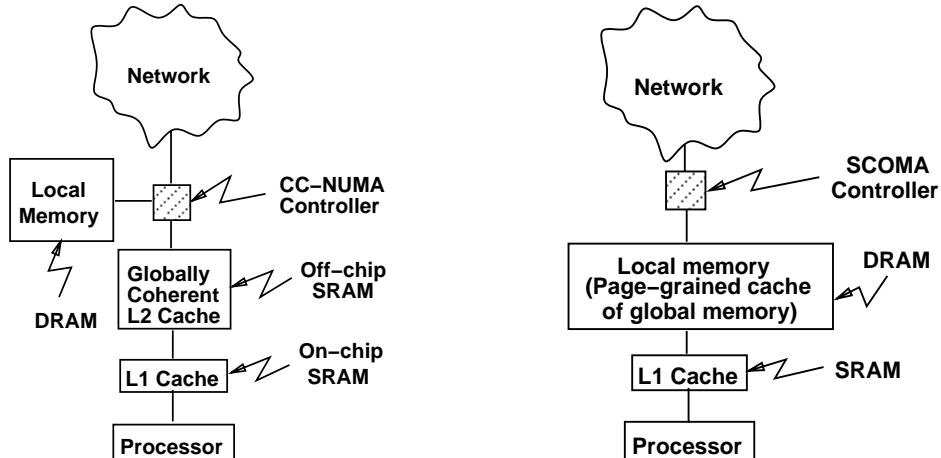 Network
Local
Memory
CC–NUMA
Controller
DRAM
Globally
Coherent
L2 Cache
Off–chip
SRAM
L1 Cache
On–chip
SRAM
Processor
Network
SCOMA
Controller
Local memory
(Page–grained cache
of global memory)
DRAM
L1 Cache
SRAM
Processor